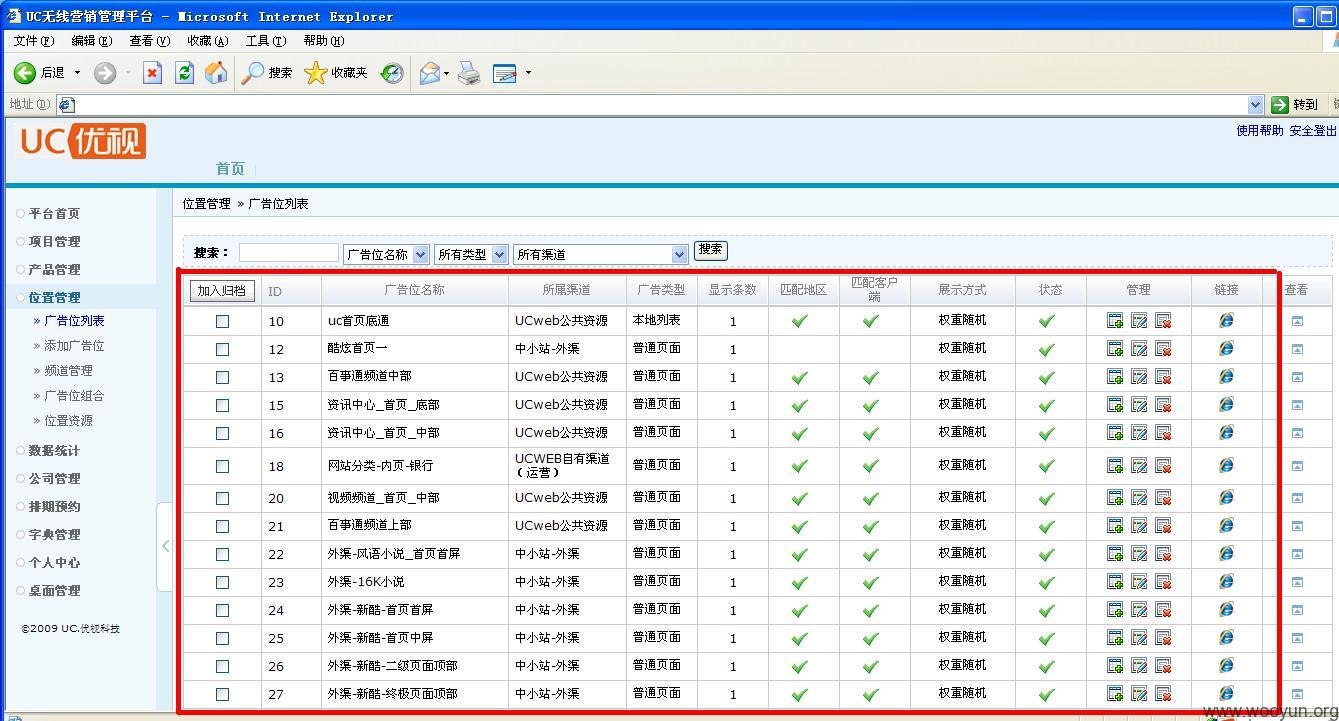 UC无线营销管理平台 - Microsoft Internet Explorer
文件(F) 编辑(E) 查看(V) 收藏(A) 工具(T) 帮助(H)
后退 搜索 收藏夹
地址(D) 转到
UC优视
使用帮助 安全登出
首页
平台首页
项目管理
产品管理
位置管理
» 广告位列表
» 添加广告位
» 频道管理
» 广告位组合
» 位置资源
数据统计
公司管理
排期预约
字典管理
个人中心
桌面管理
©2009 UC.优视科技
位置管理 » 广告位列表
搜索: 广告位名称 所有类型 所有渠道 搜索
加入归档 ID 广告位名称 所属渠道 广告类型 显示条数 匹配地区 匹配客户端 展示方式 状态 管理 链接 查看
10 uc首页底通 UCweb公共资源 本地列表 1 权重随机
12 酷炫首页一 中小站-外渠 普通页面 1 权重随机
13 百事通频道中部 UCweb公共资源 普通页面 1 权重随机
15 资讯中心_首页_底部 UCweb公共资源 普通页面 1 权重随机
16 资讯中心_首页_中部 UCweb公共资源 普通页面 1 权重随机
18 网站分类-内页-银行 UCWEB自有渠道（运营） 普通页面 1 权重随机
20 视频频道_首页_中部 UCweb公共资源 普通页面 1 权重随机
21 百事通频道上部 UCweb公共资源 普通页面 1 权重随机
22 外渠-风语小说_首页首屏 中小站-外渠 普通页面 1 权重随机
23 外渠-16K小说 中小站-外渠 普通页面 1 权重随机
24 外渠-新酷-首页首屏 中小站-外渠 普通页面 1 权重随机
25 外渠-新酷-首页中屏 中小站-外渠 普通页面 1 权重随机
26 外渠-新酷-二级页面顶部 中小站-外渠 普通页面 1 权重随机
27 外渠-新酷-终极页面顶部 中小站-外渠 普通页面 1 权重随机
www.wooyun.org